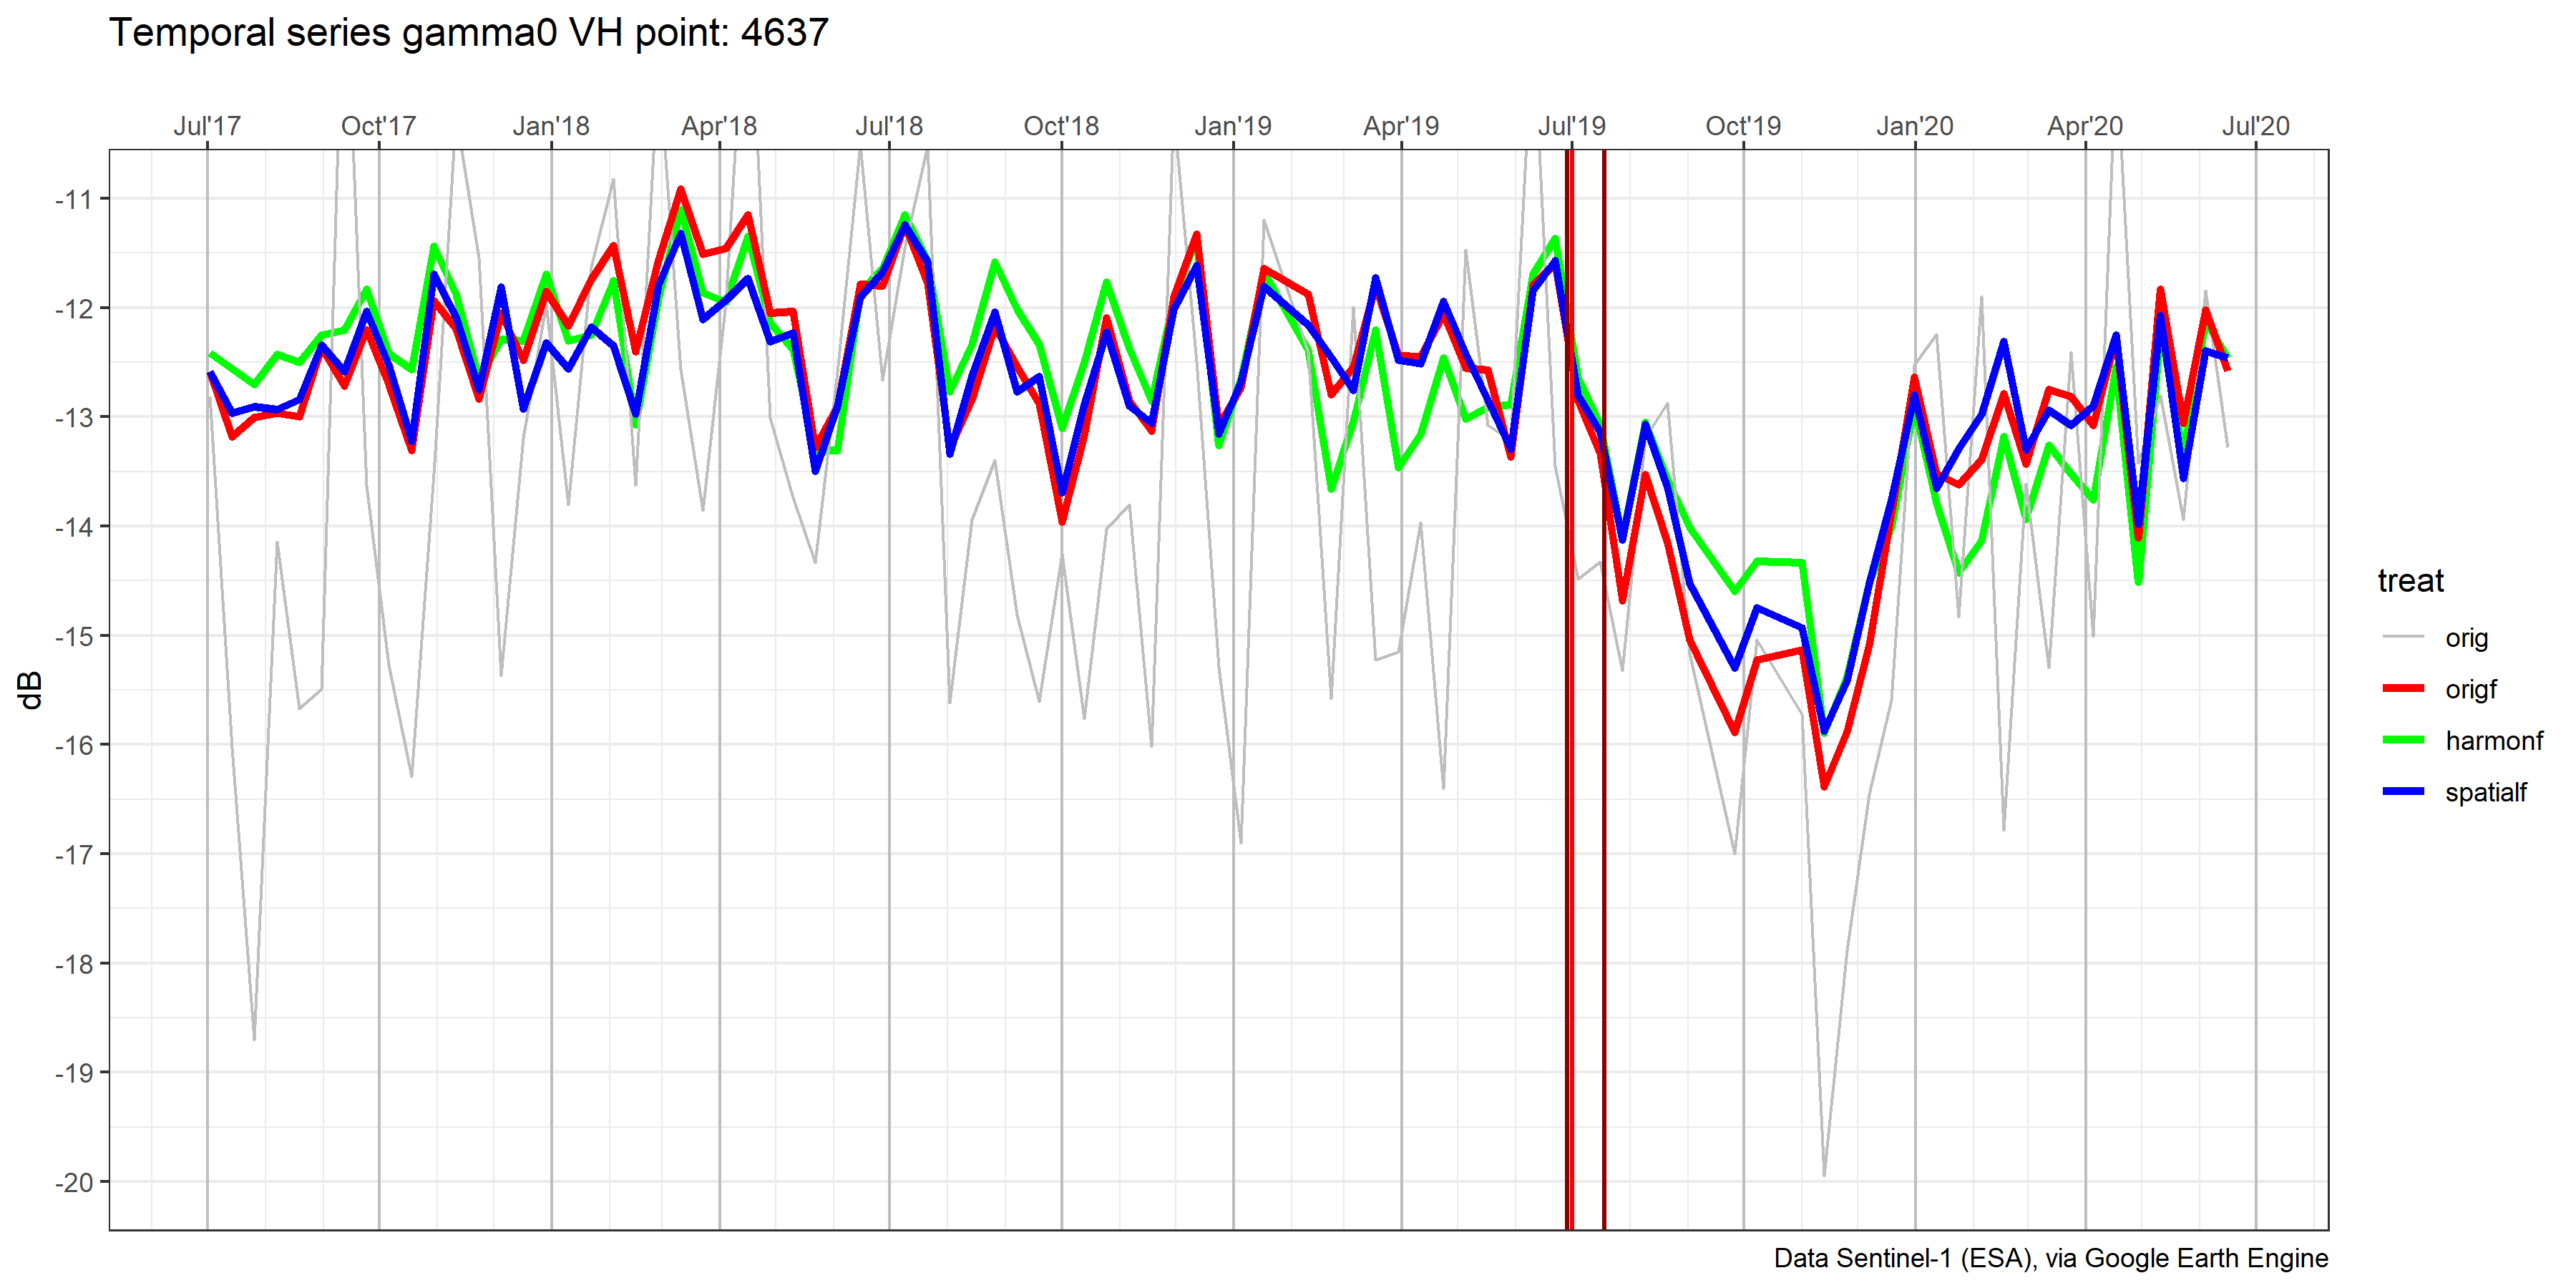 Temporal series gamma0 VH point: 4637
Jul'17 Oct'17 Jan'18 Apr'18 Jul'18 Oct'18 Jan'19 Apr'19 Jul'19 Oct'19 Jan'20 Apr'20 Jul'20
-11
-12
-13
-14
-15
-16
-17
-18
-19
-20
dB
treat
orig
origf
harmonf
spatialf
Data Sentinel-1 (ESA), via Google Earth Engine